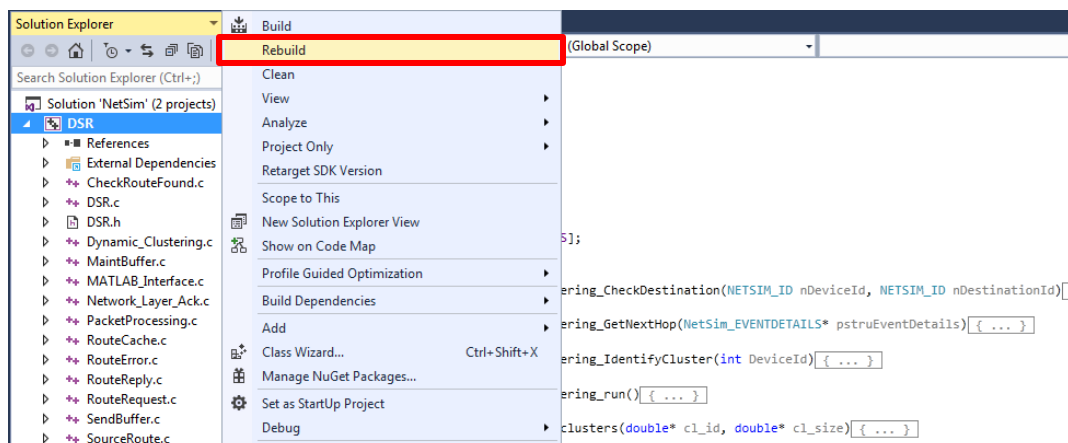 Solution Explorer
Search Solution Explorer (Ctrl+;)
Solution 'NetSim' (2 projects)
DSR
References
External Dependencies
CheckRouteFound.c
DSR.c
DSR.h
Dynamic_Clustering.c
MaintBuffer.c
MATLAB_Interface.c
Network_Layer_Ack.c
PacketProcessing.c
RouteCache.c
RouteError.c
RouteReply.c
RouteRequest.c
SendBuffer.c
SourceRoute.c
Build
Rebuild
Clean
View
Analyze
Project Only
Retarget SDK Version
Scope to This
New Solution Explorer View
Show on Code Map
Profile Guided Optimization
Build Dependencies
Add
Class Wizard... Ctrl+Shift+X
Manage NuGet Packages...
Set as StartUp Project
Debug
(Global Scope)
S];
ering_CheckDestination(NETSIM_ID nDeviceId, NETSIM_ID nDestinationId)
ering_GetNextHop(NetSim_EVENTDETAILS* pstruEventDetails){ ... }
ering_IdentifyCluster(int DeviceId){ ... }
ering_run(){ ... }
clusters(double* cl_id, double* cl_size){ ... }